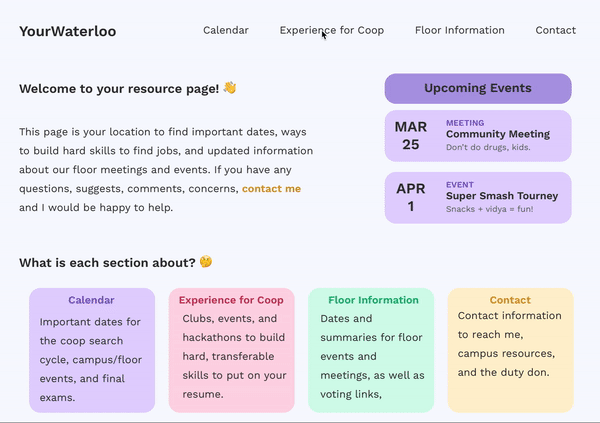 YourWaterloo
Calendar
Experience for Coop
Floor Information
Contact
Welcome to your resource page! 👋
This page is your location to find important dates, ways
to build hard skills to find jobs, and updated information
about our floor meetings and events. If you have any
questions, suggests, comments, concerns, contact me
and I would be happy to help.
Upcoming Events
MAR
25
MEETING
Community Meeting
Don't do drugs, kids.
APR
1
EVENT
Super Smash Tourney
Snacks + vidya = fun!
What is each section about? 🤔
Calendar
Important dates for
the coop search
cycle, campus/floor
events, and final
exams.
Experience for Coop
Clubs, events, and
hackathons to build
hard, transferable
skills to put on your
resume.
Floor Information
Dates and
summaries for floor
events and
meetings, as well as
voting links,
Contact
Contact information
to reach me,
campus resources,
and the duty don.